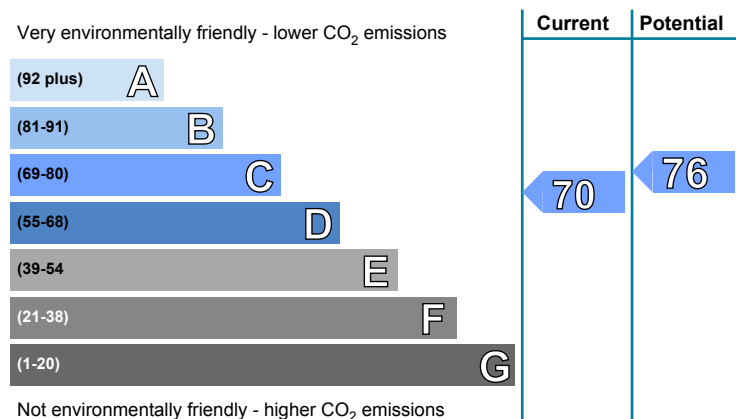 Current Potential
Very environmentally friendly - lower CO₂ emissions
(92 plus) A
(81-91) B
(69-80) C
(55-68) D
(39-54 E
(21-38) F
(1-20) G
70 76
Not environmentally friendly - higher CO₂ emissions